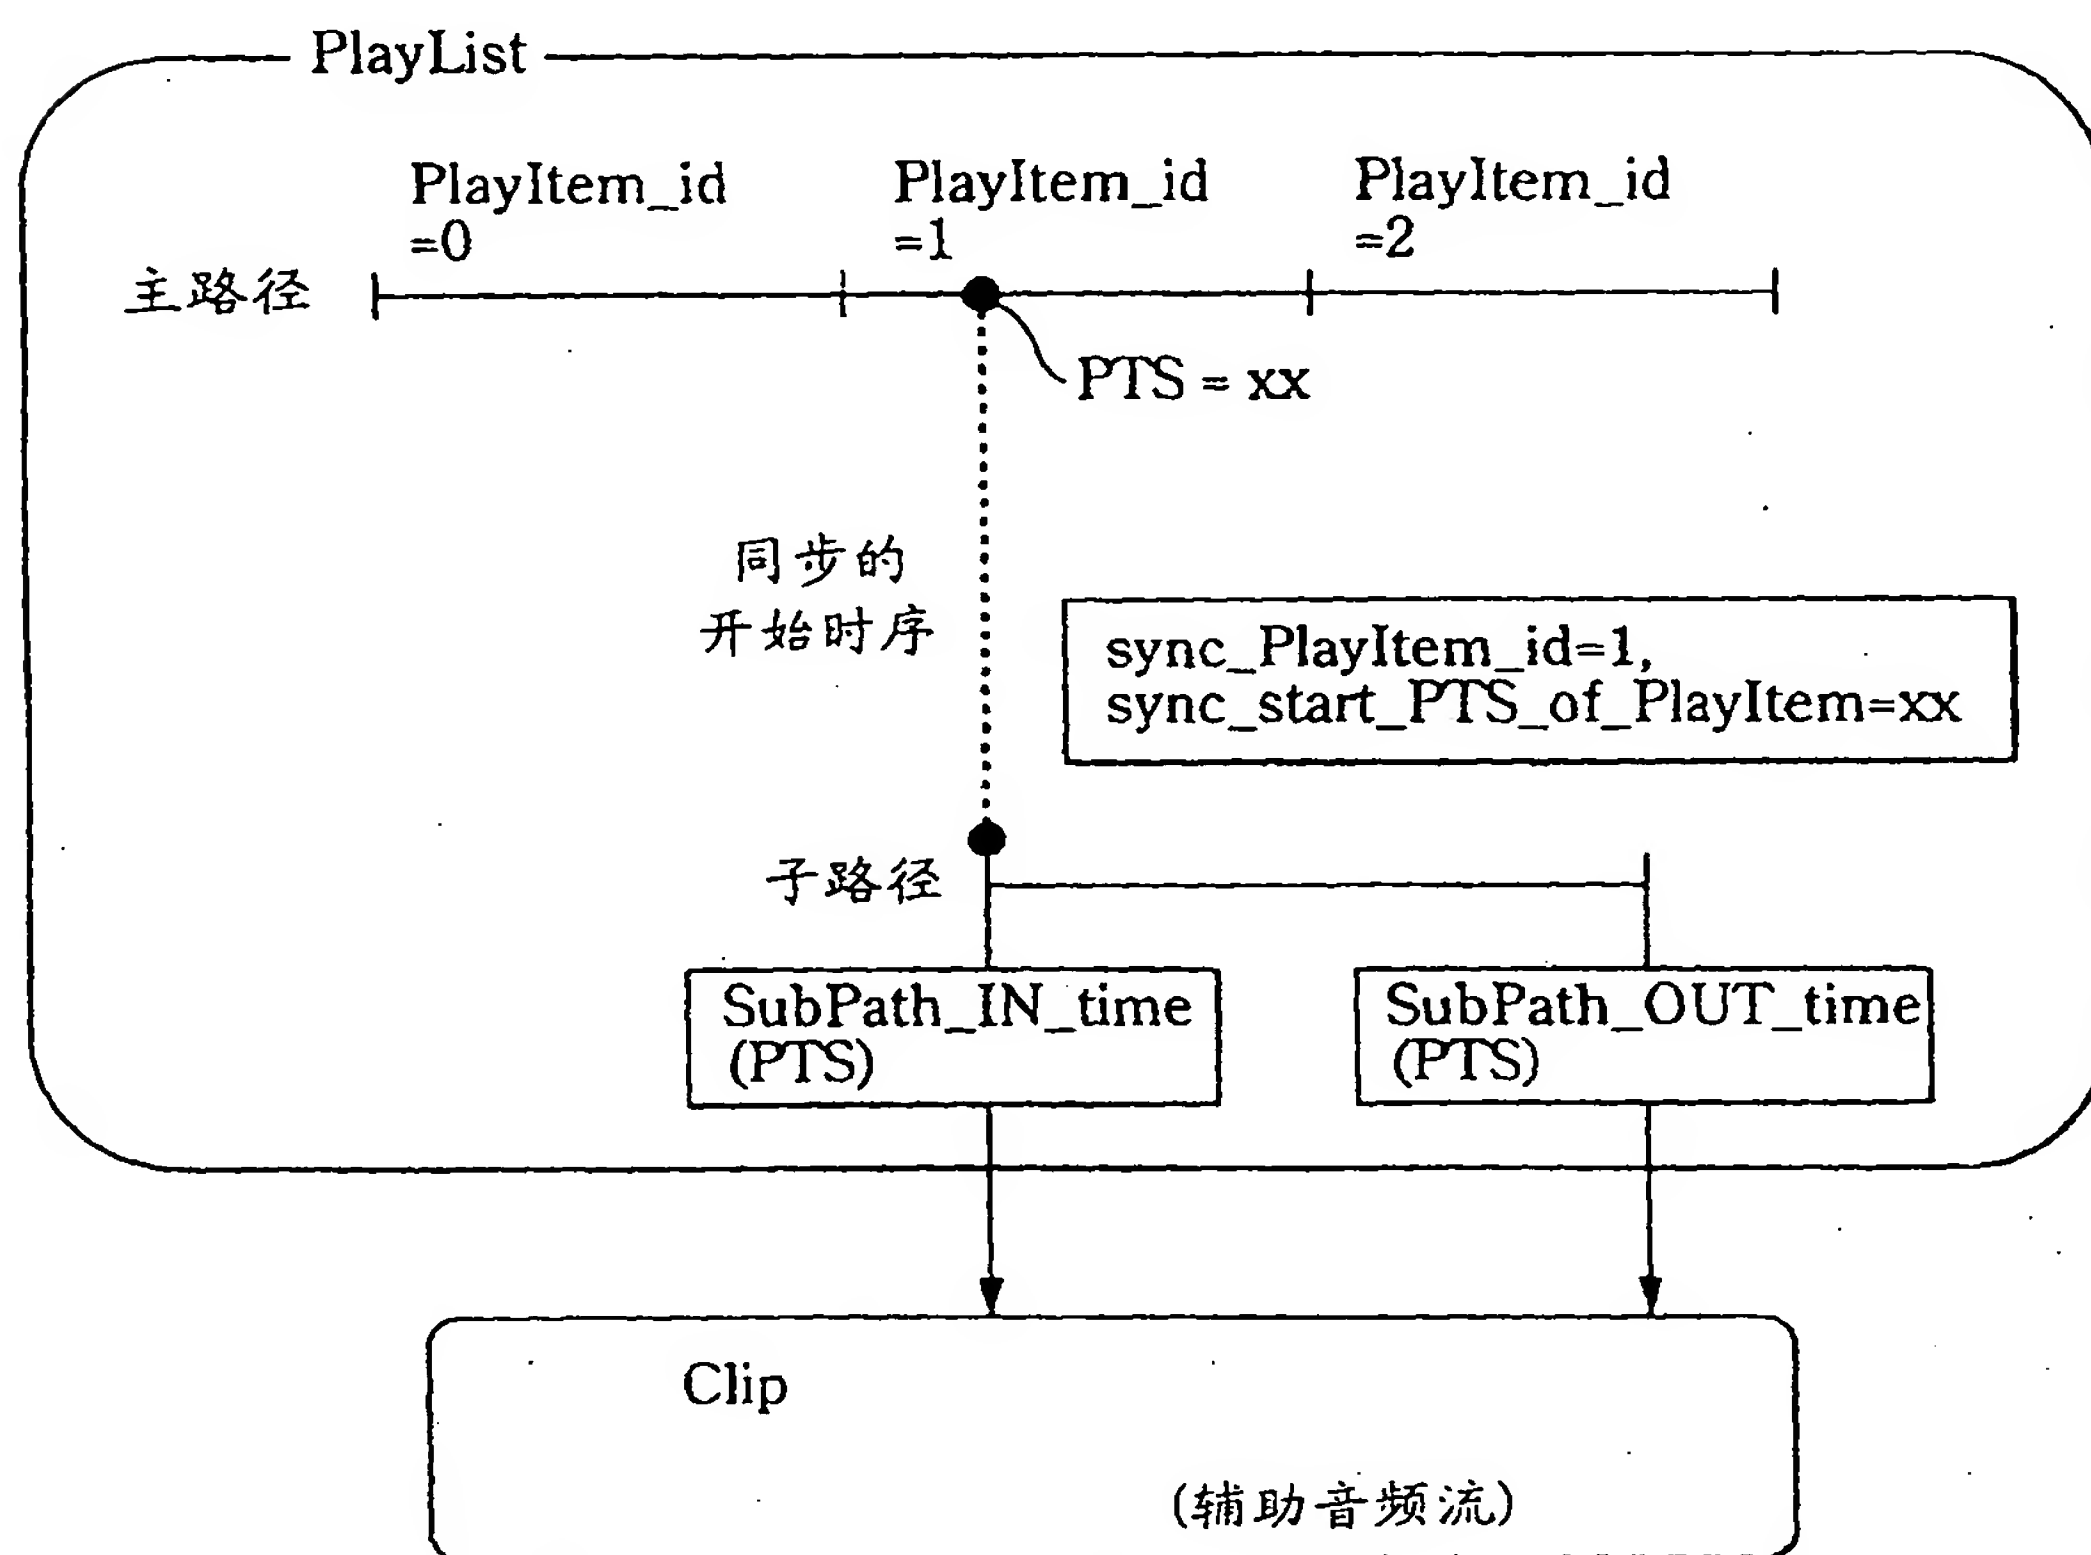 PlayList
PlayItem_id
=0
PlayItem_id
=1
PlayItem_id
=2
主路径
PTS = xx
同步的
开始时序
sync_PlayItem_id=1,
sync_start_PTS_of_PlayItem=xx
子路径
SubPath_IN_time
(PTS)
SubPath_OUT_time
(PTS)
Clip
(辅助音频流)